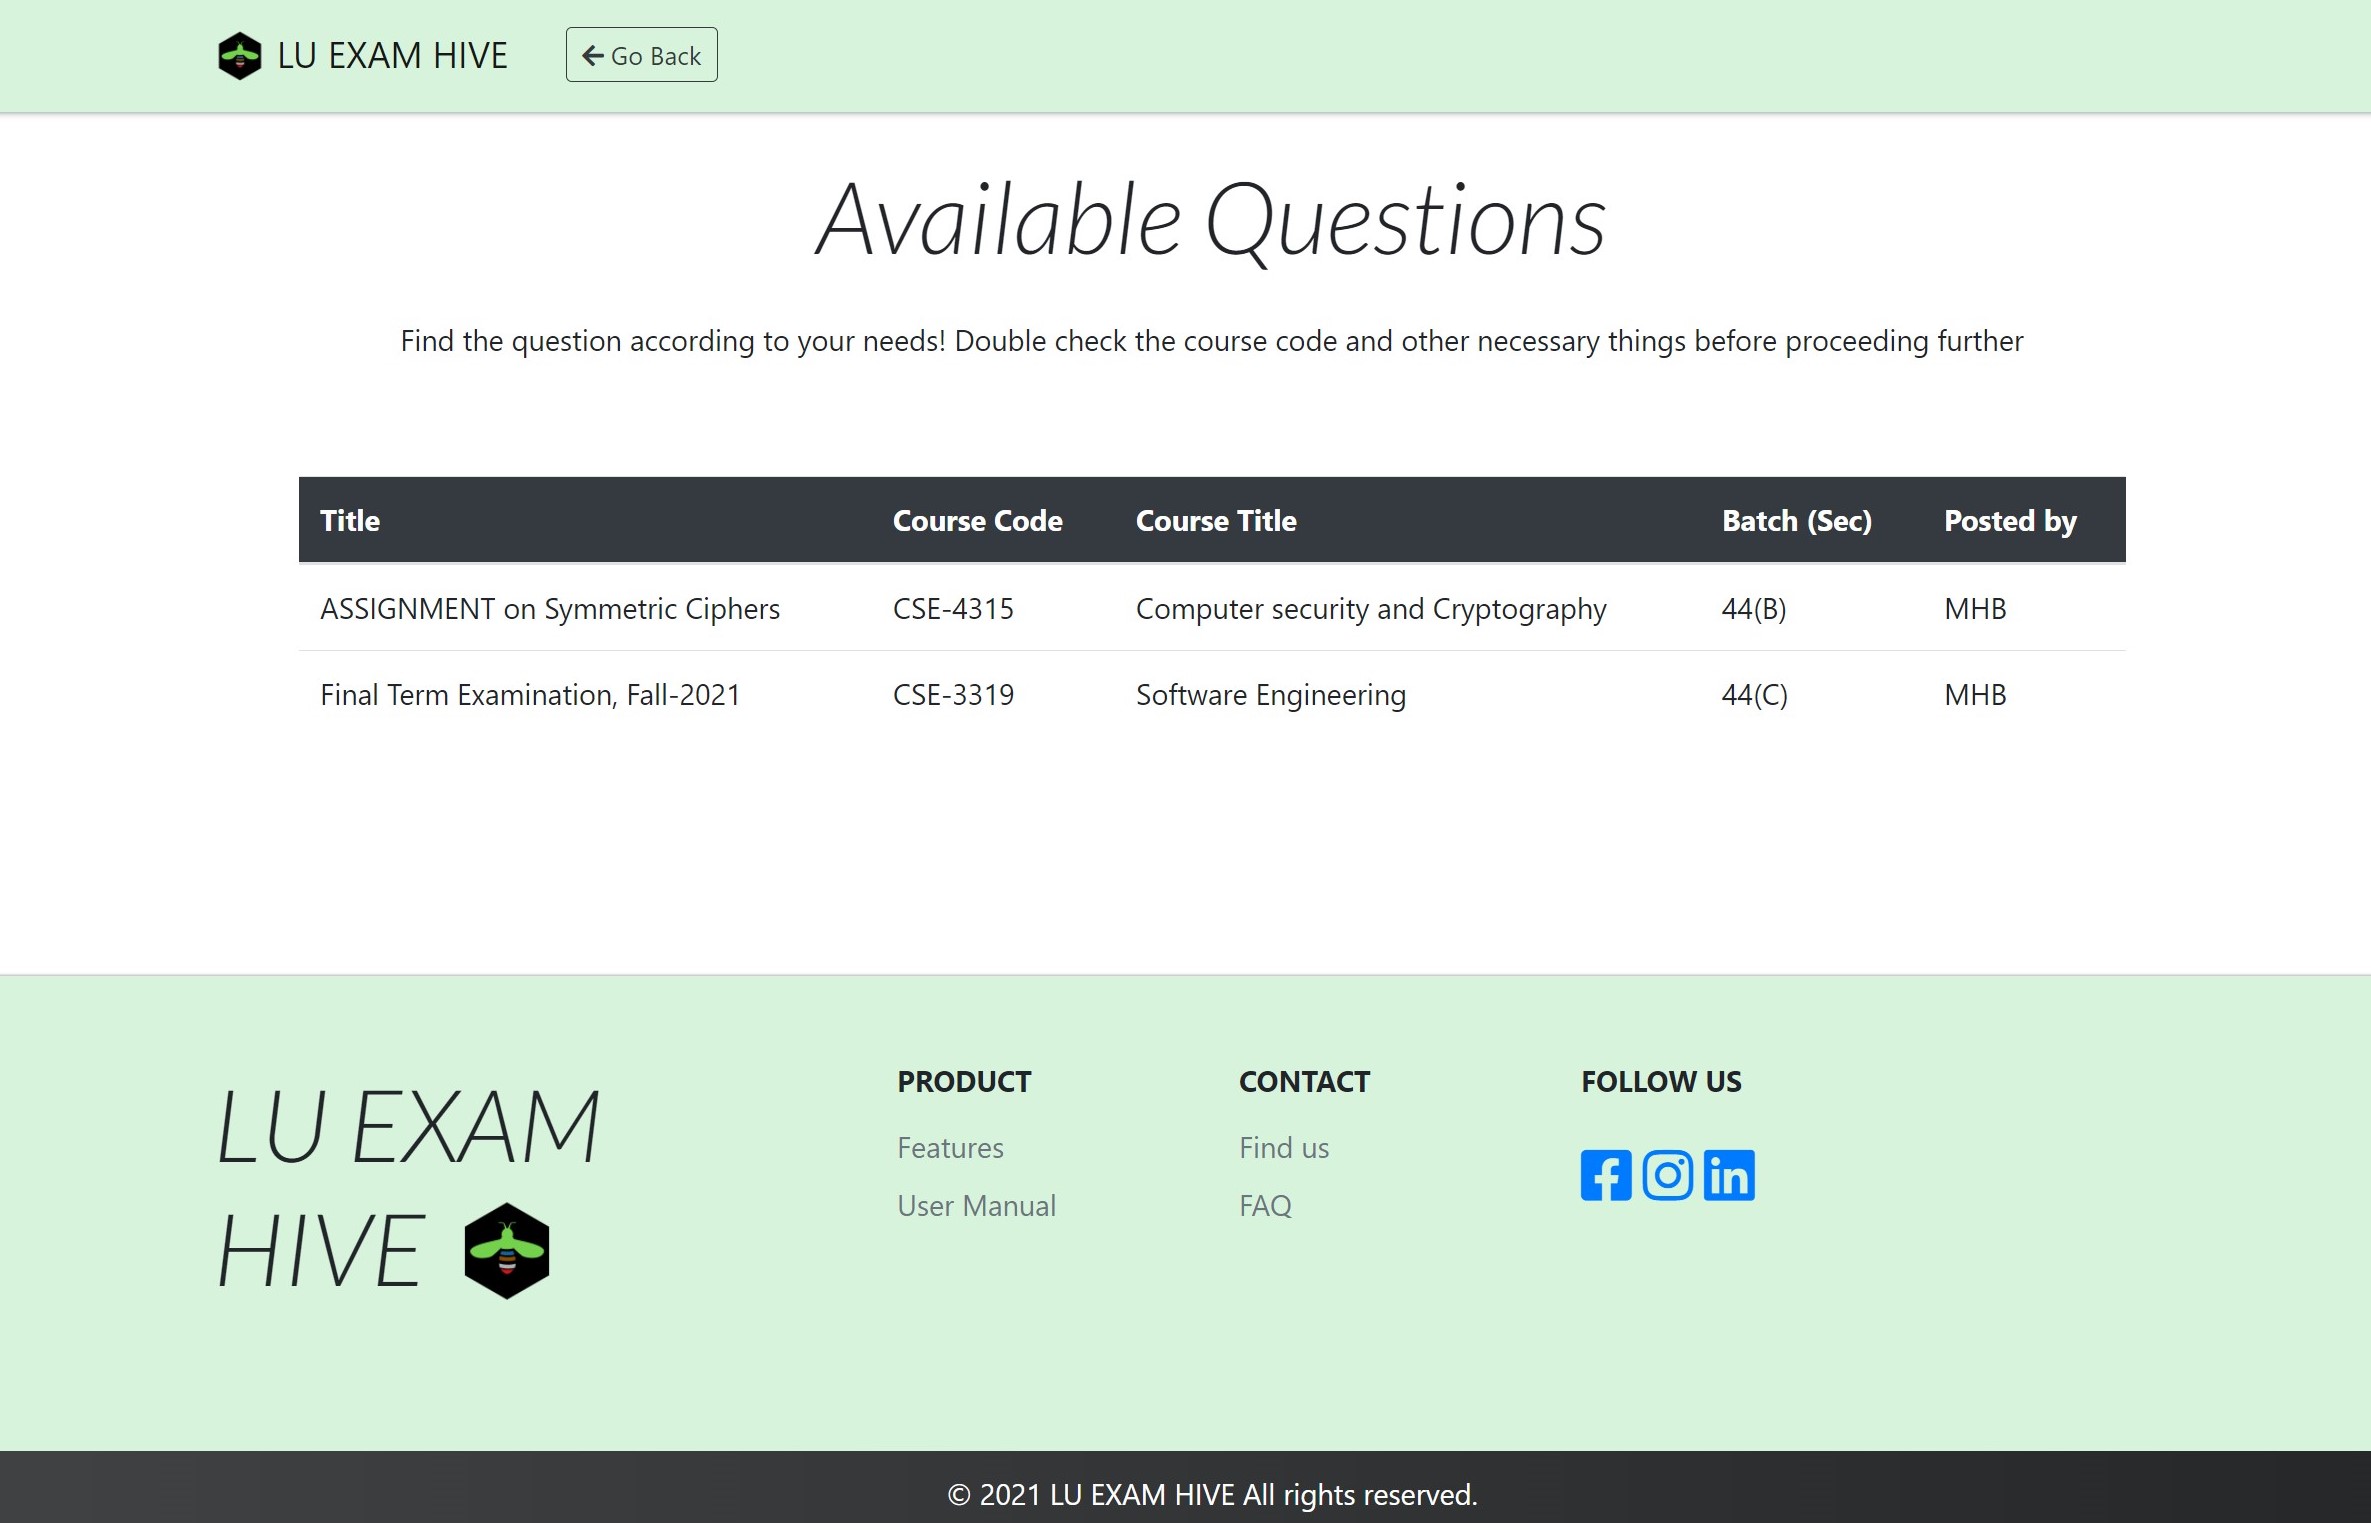 LU EXAM HIVE Go Back
Available Questions
Find the question according to your needs! Double check the course code and other necessary things before proceeding further
Title Course Code Course Title Batch (Sec) Posted by
ASSIGNMENT on Symmetric Ciphers CSE-4315 Computer security and Cryptography 44(B) MHB
Final Term Examination, Fall-2021 CSE-3319 Software Engineering 44(C) MHB
LU EXAM
HIVE
PRODUCT
Features
User Manual
CONTACT
Find us
FAQ
FOLLOW US
© 2021 LU EXAM HIVE All rights reserved.